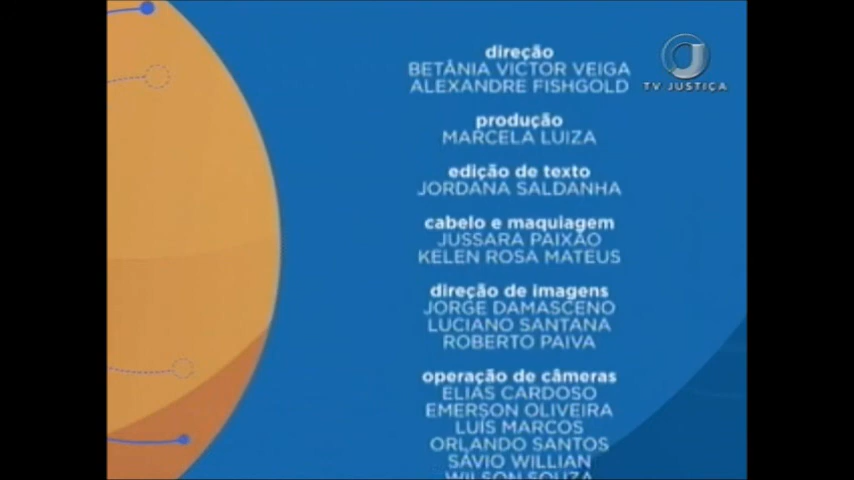 direção
BETÂNIA VICTOR VEIGA
ALEXANDRE FISHGOLD
TV JUSTIÇA
produção
MARCELA LUIZA
edição de texto
JORDANA SALDANHA
cabelo e maquiagem
JUSSARA PAIXÃO
KELEN ROSA MATEUS
direção de imagens
JORGE DAMASCENO
LUCIANO SANTANA
ROBERTO PAIVA
operação de câmeras
ELIAS CARDOSO
EMERSON OLIVEIRA
LUÍS MARCOS
ORLANDO SANTOS
SÁVIO WILLIAN
WILSON SOUZA